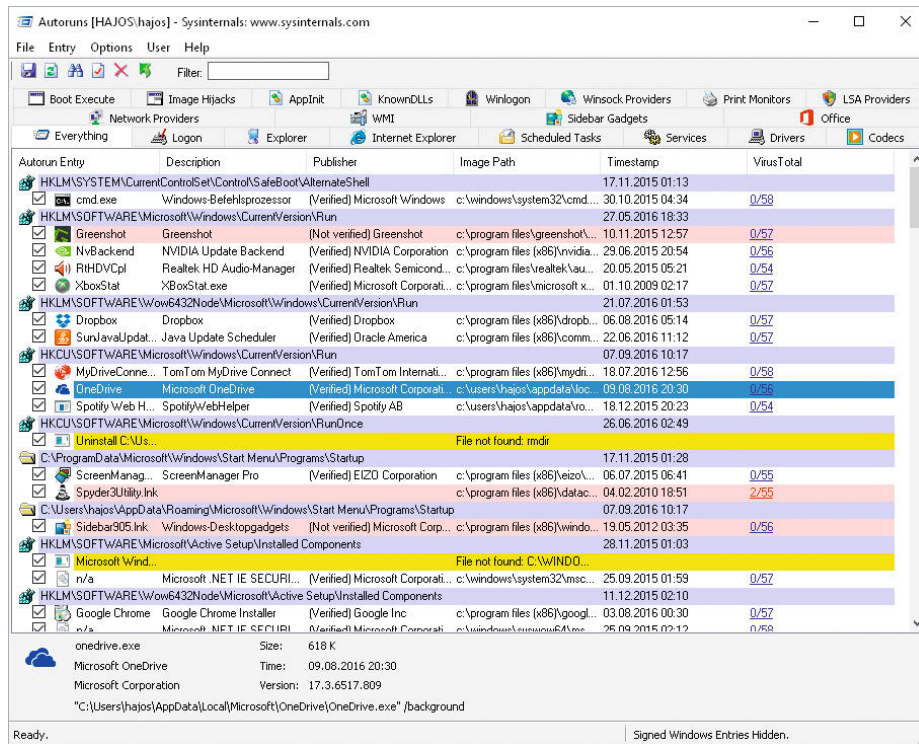 Autoruns [HAJOS\hajos] - Sysinternals: www.sysinternals.com
File Entry Options User Help
Filter:
Boot Execute Image Hijacks AppInit KnownDLLs Winlogon Winsock Providers Print Monitors LSA Providers
Network Providers WMI Sidebar Gadgets Office
Everything Logon Explorer Internet Explorer Scheduled Tasks Services Drivers Codecs
Autorun Entry Description Publisher Image Path Timestamp VirusTotal
HKLM\SYSTEM\CurrentControlSet\Control\SafeBoot\AlternateShell 17.11.2015 01:13
cmd.exe Windows-Befehlsprozessor (Verified) Microsoft Windows c:\windows\system32\cmd.... 30.10.2015 04:34 0/58
HKLM\SOFTWARE\Microsoft\Windows\CurrentVersion\Run 27.05.2016 18:33
Greenshot Greenshot (Not verified) Greenshot c:\program files\greenshot\... 10.11.2015 12:57 0/57
NvBackend NVIDIA Update Backend (Verified) NVIDIA Corporation c:\program files (x86)\nvidia... 29.06.2015 20:54 0/56
RtHDVCpl Realtek HD Audio-Manager (Verified) Realtek Semicond... c:\program files\realtek\au... 20.05.2015 05:21 0/54
XboxStat XBoxStat.exe (Verified) Microsoft Corporati... c:\program files\microsoft x... 01.10.2009 02:17 0/57
HKLM\SOFTWARE\Wow6432Node\Microsoft\Windows\CurrentVersion\Run 21.07.2016 01:53
Dropbox Dropbox (Verified) Dropbox c:\program files (x86)\dropb... 06.08.2016 05:14 0/57
SunJavaUpdat... Java Update Scheduler (Verified) Oracle America c:\program files (x86)\comm... 22.06.2016 11:12 0/57
HKCU\SOFTWARE\Microsoft\Windows\CurrentVersion\Run 07.09.2016 10:17
MyDriveConne... TomTom MyDrive Connect (Verified) TomTom Internati... c:\program files (x86)\mydri... 18.07.2016 12:56 0/58
OneDrive Microsoft OneDrive (Verified) Microsoft Corporati... c:\users\hajos\appdata\loc... 09.08.2016 20:30 0/56
Spotify Web H... SpotifyWebHelper (Verified) Spotify AB c:\users\hajos\appdata\ro... 18.12.2015 20:23 0/54
HKCU\SOFTWARE\Microsoft\Windows\CurrentVersion\RunOnce 26.06.2016 02:49
Uninstall C:\Us... File not found: rmdir
C:\ProgramData\Microsoft\Windows\Start Menu\Programs\Startup 17.11.2015 01:28
ScreenManag... ScreenManager Pro (Verified) EIZO Corporation c:\program files (x86)\eizo\... 06.07.2015 06:41 0/55
Spyder3Utility.lnk c:\program files (x86)\datac... 04.02.2010 18:51 2/55
C:\Users\hajos\AppData\Roaming\Microsoft\Windows\Start Menu\Programs\Startup 07.09.2016 10:17
Sidebar905.lnk Windows-Desktopgadgets (Not verified) Microsoft Corp... c:\program files (x86)\windo... 19.05.2012 03:35 0/56
HKLM\SOFTWARE\Microsoft\Active Setup\Installed Components 28.11.2015 01:03
Microsoft Wind... File not found: C:\WINDO...
n/a Microsoft .NET IE SECURI... (Verified) Microsoft Corporati... c:\windows\system32\msc... 25.09.2015 01:59 0/57
HKLM\SOFTWARE\Wow6432Node\Microsoft\Active Setup\Installed Components 11.12.2015 02:10
Google Chrome Google Chrome Installer (Verified) Google Inc c:\program files (x86)\googl... 03.08.2016 00:30 0/57
n/a Microsoft .NET IE SECURI... (Verified) Microsoft Corporati... c:\windows\syswow64\ms... 25.09.2015 02:12 0/58
onedrive.exe Size: 618 K
Microsoft OneDrive Time: 09.08.2016 20:30
Microsoft Corporation Version: 17.3.6517.809
"C:\Users\hajos\AppData\Local\Microsoft\OneDrive\OneDrive.exe" /background
Ready. Signed Windows Entries Hidden.